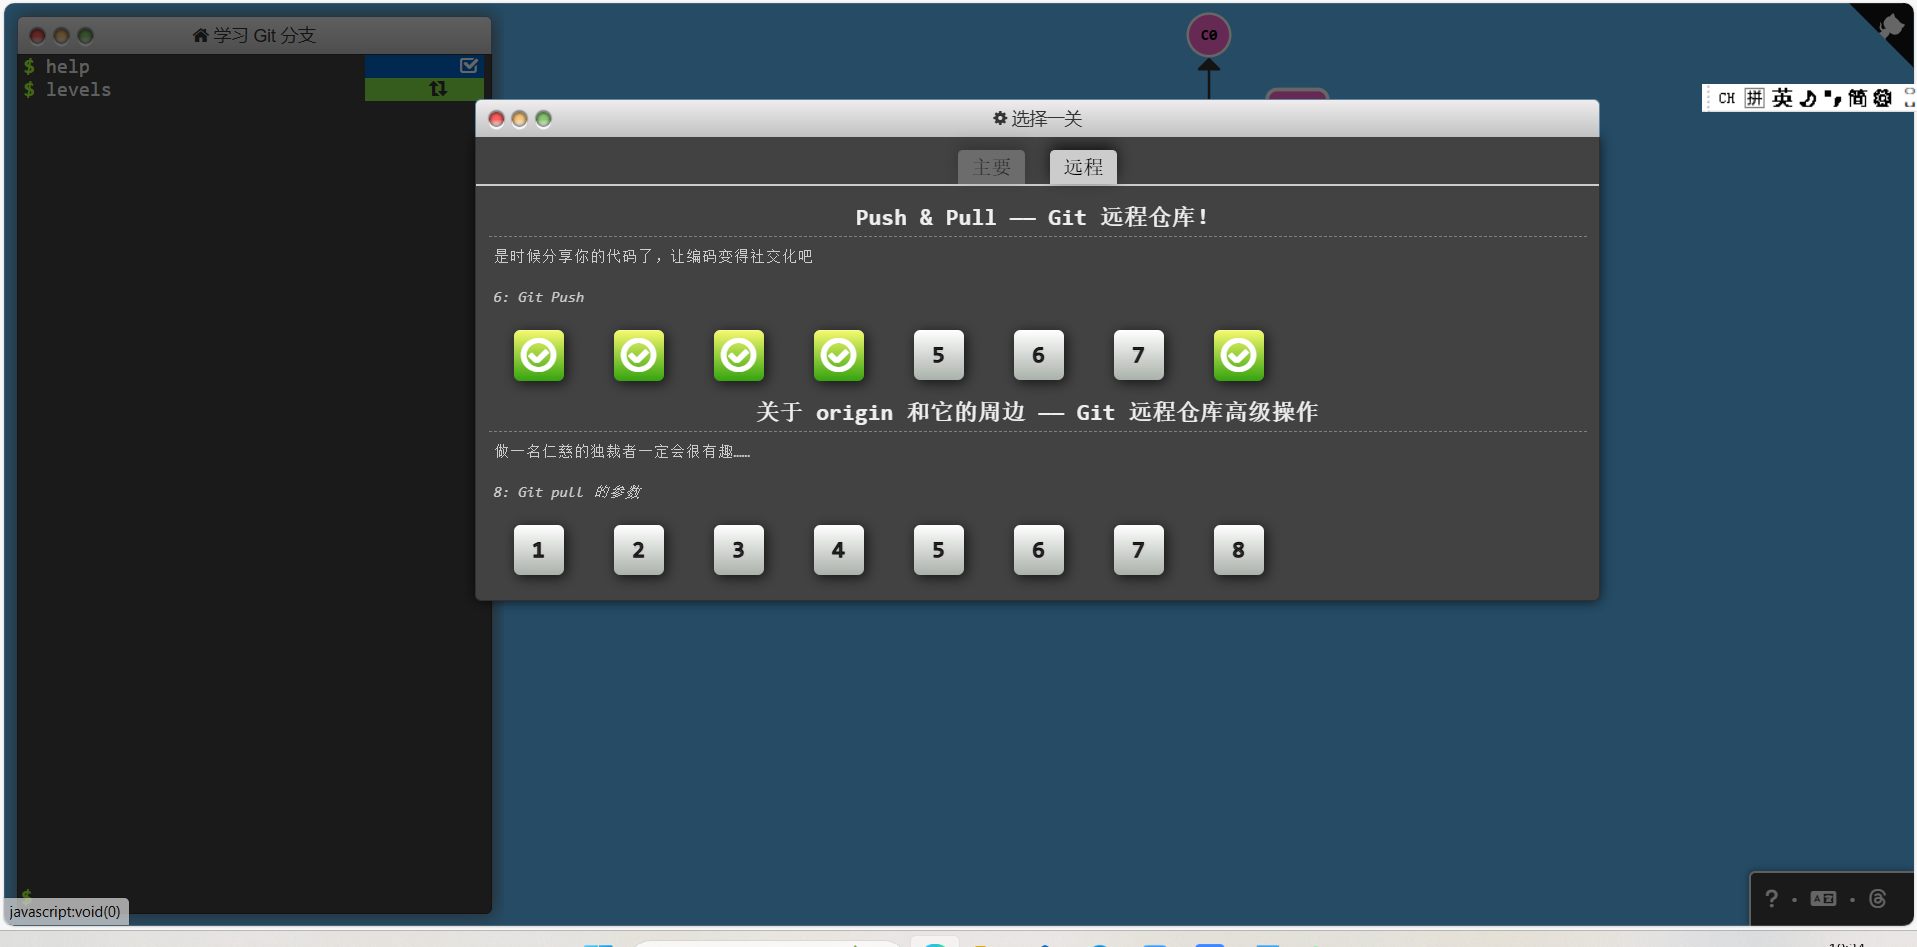 学习 Git 分支
$ help
$ levels
C0
CH 拼 英 简
选择一关
主要 远程
Push & Pull —— Git 远程仓库！
是时候分享你的代码了，让编码变得社交化吧
6: Git Push
5 6 7
关于 origin 和它的周边 —— Git 远程仓库高级操作
做一名仁慈的独裁者一定会很有趣……
8: Git pull 的参数
1 2 3 4 5 6 7 8
$
javascript:void(0)
?